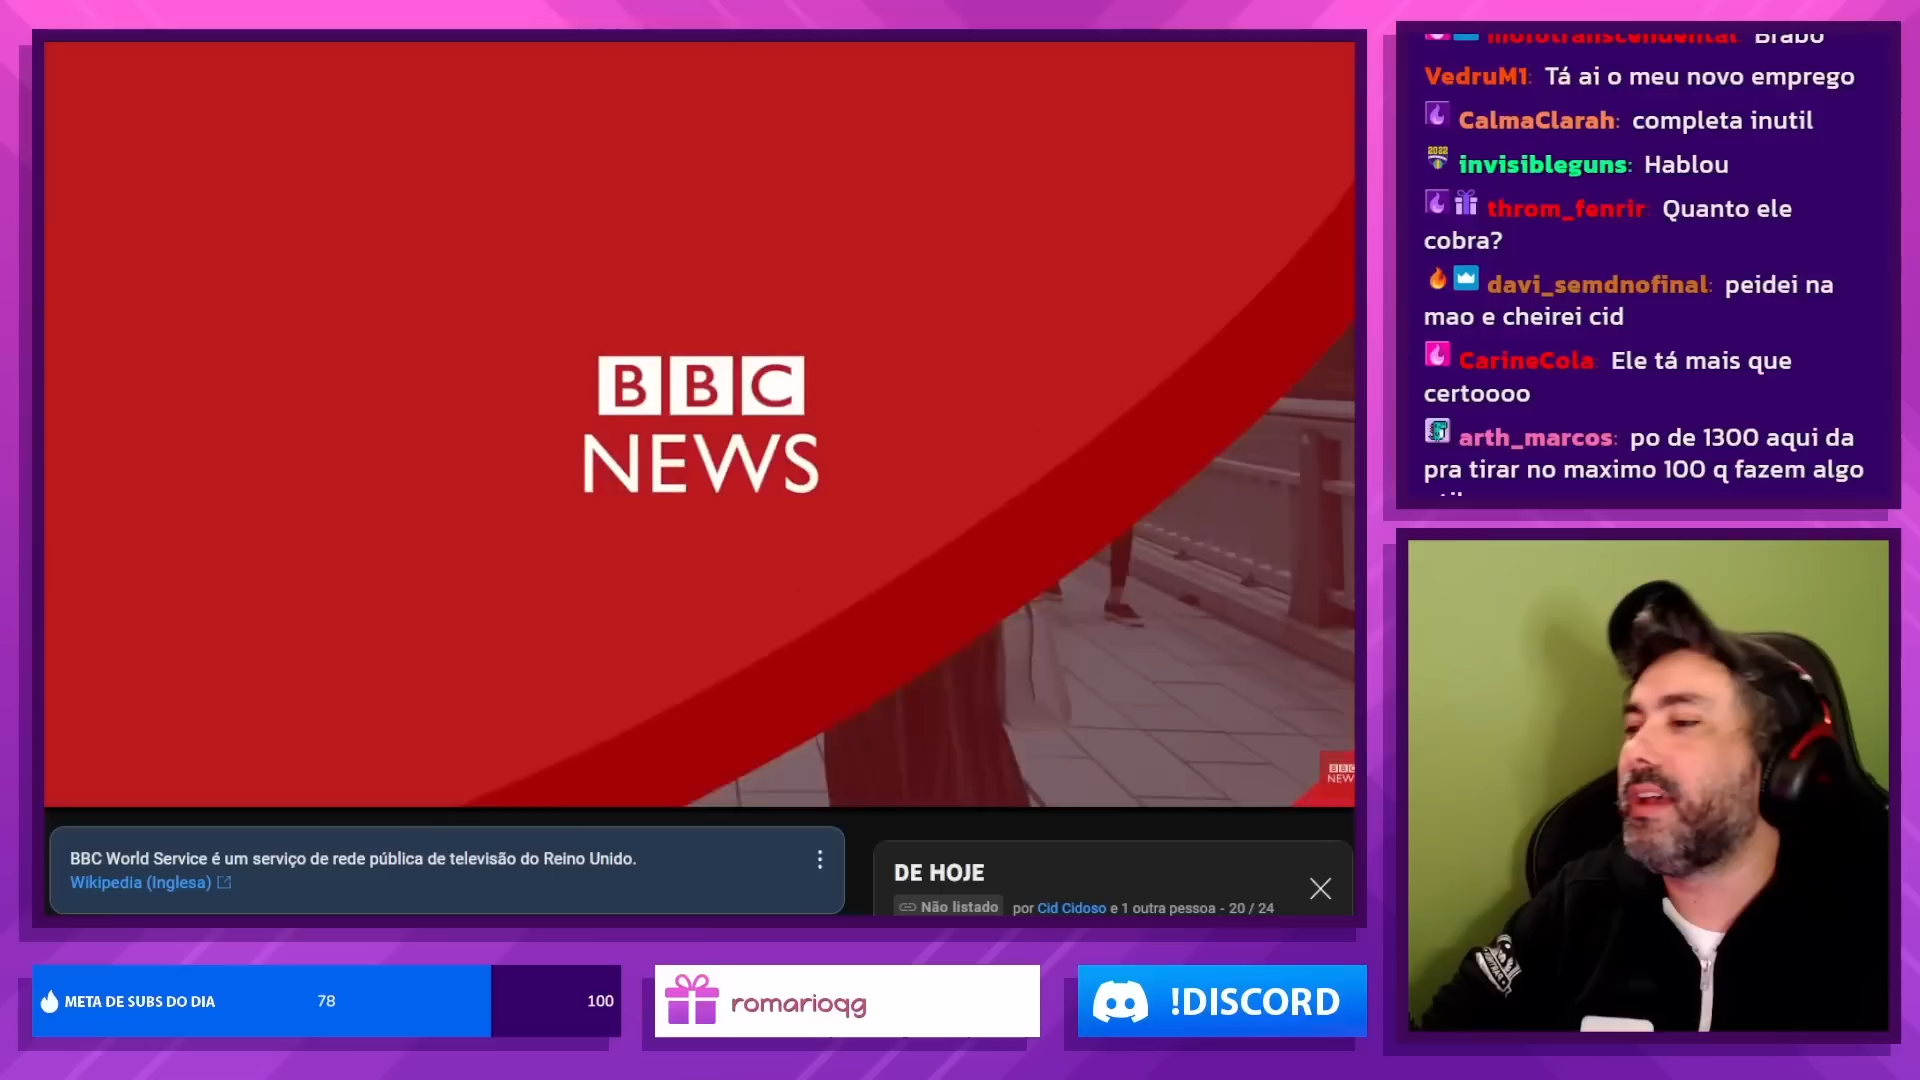 BBC
NEWS
BBC
NEWS
BBC World Service é um serviço de rede pública de televisão do Reino Unido.
Wikipedia (Inglesa)
DE HOJE
Não listado por Cid Cidoso e 1 outra pessoa - 20 / 24
META DE SUBS DO DIA 78 100
romarioqg
!DISCORD
Brabo
VedruM1: Tá ai o meu novo emprego
CalmaClarah: completa inutil
2022
invisibleguns: Hablou
throm_fenrir: Quanto ele
cobra?
davi_semdnofinal: peidei na
mao e cheirei cid
CarineCola: Ele tá mais que
certoooo
arth_marcos: po de 1300 aqui da
pra tirar no maximo 100 q fazem algo